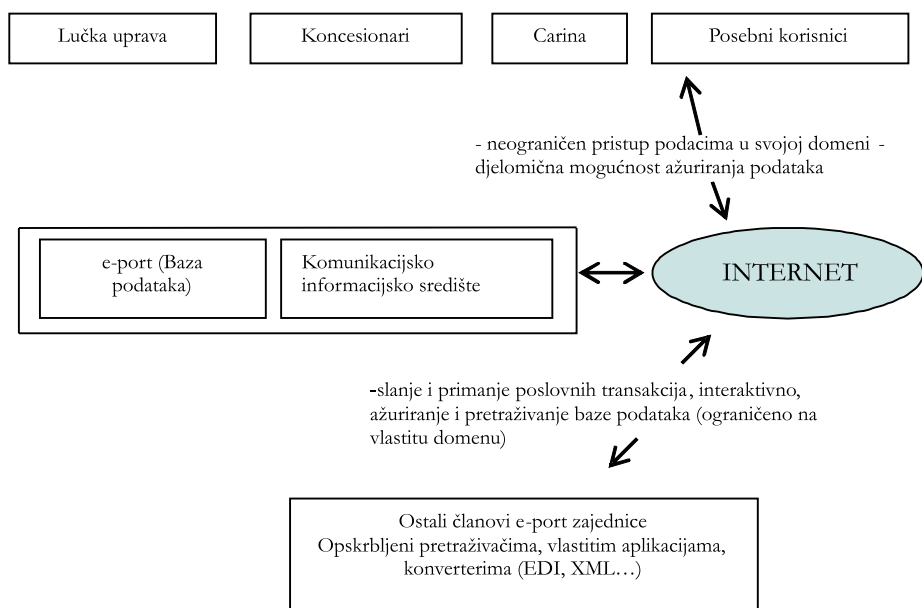 Lučka uprava
Koncesionari
Carina
Posebni korisnici
- neograničen pristup podacima u svojoj domeni -
djelomična mogućnost ažuriranja podataka
e-port (Baza
podataka)
Komunikacijsko
informacijsko središte
INTERNET
-slanje i primanje poslovnih transakcija, interaktivno,
ažuriranje i pretraživanje baze podataka (ograničeno na
vlastitu domenu)
Ostali članovi e-port zajednice
Opskrbljeni pretraživačima, vlastitim aplikacijama,
konverterima (EDI, XML…)